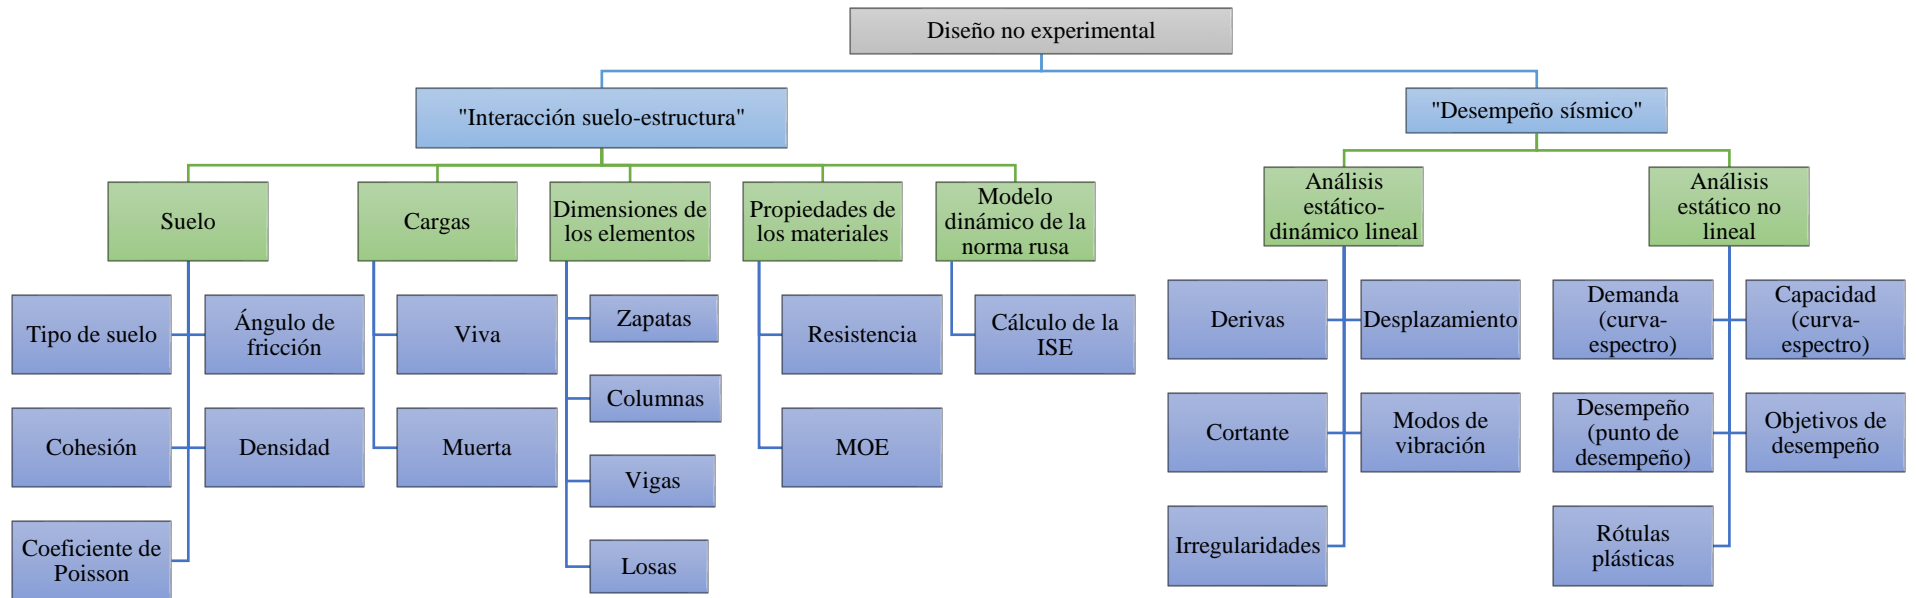 Diseño no experimental
"Interacción suelo-estructura"
"Desempeño sísmico"
Suelo
Cargas
Dimensiones de
los elementos
Propiedades de
los materiales
Modelo
dinámico de la
norma rusa
Análisis
estático-
dinámico lineal
Análisis
estático no
lineal
Tipo de suelo
Ángulo de
fricción
Cohesión
Densidad
Coeficiente de
Poisson
Viva
Muerta
Zapatas
Columnas
Vigas
Losas
Resistencia
MOE
Cálculo de la
ISE
Derivas
Desplazamiento
Cortante
Modos de
vibración
Irregularidades
Demanda
(curva-
espectro)
Capacidad
(curva-
espectro)
Desempeño
(punto de
desempeño)
Objetivos de
desempeño
Rótulas
plásticas